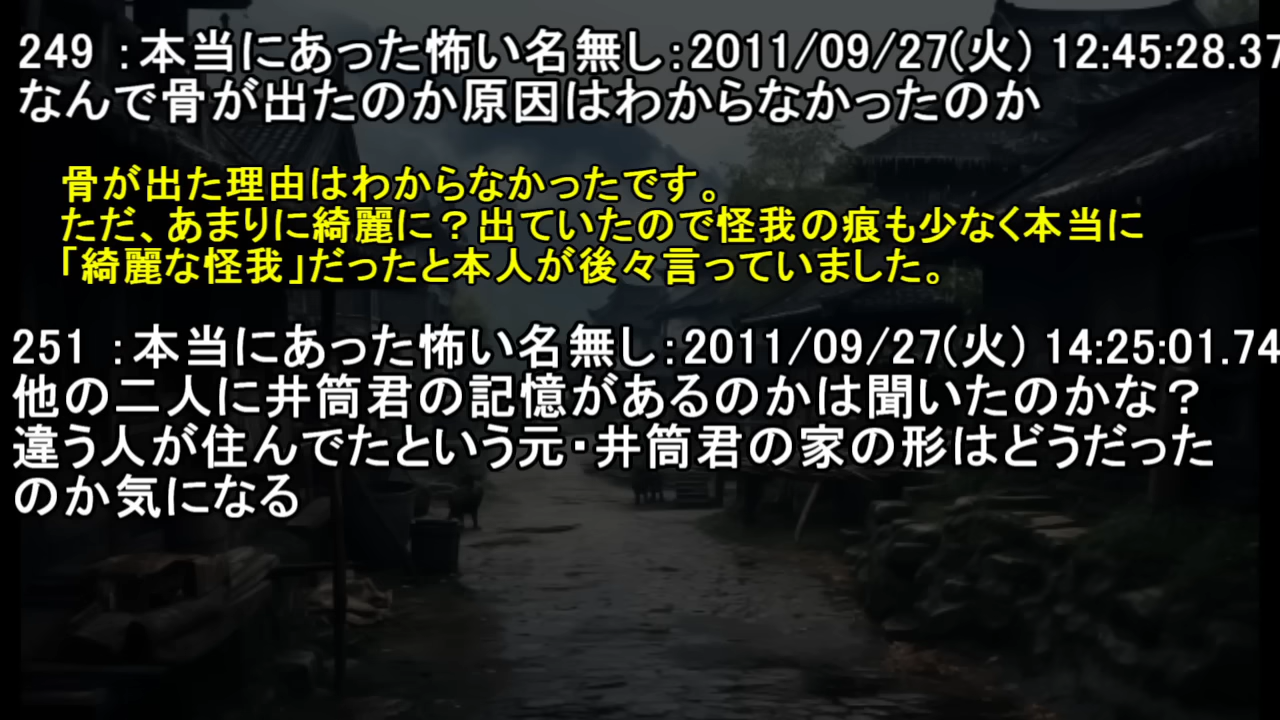 249 ：本当にあった怖い名無し：2011/09/27(火) 12:45:28.37
なんで骨が出たのか原因はわからなかったのか
骨が出た理由はわからなかったです。
ただ、あまりに綺麗に？出ていたので怪我の痕も少なく本当に
「綺麗な怪我」だったと本人が後々言っていました。
251 ：本当にあった怖い名無し：2011/09/27(火) 14:25:01.74
他の二人に井筒君の記憶があるのかは聞いたのかな？
違う人が住んでたという元・井筒君の家の形はどうだった
のか気になる